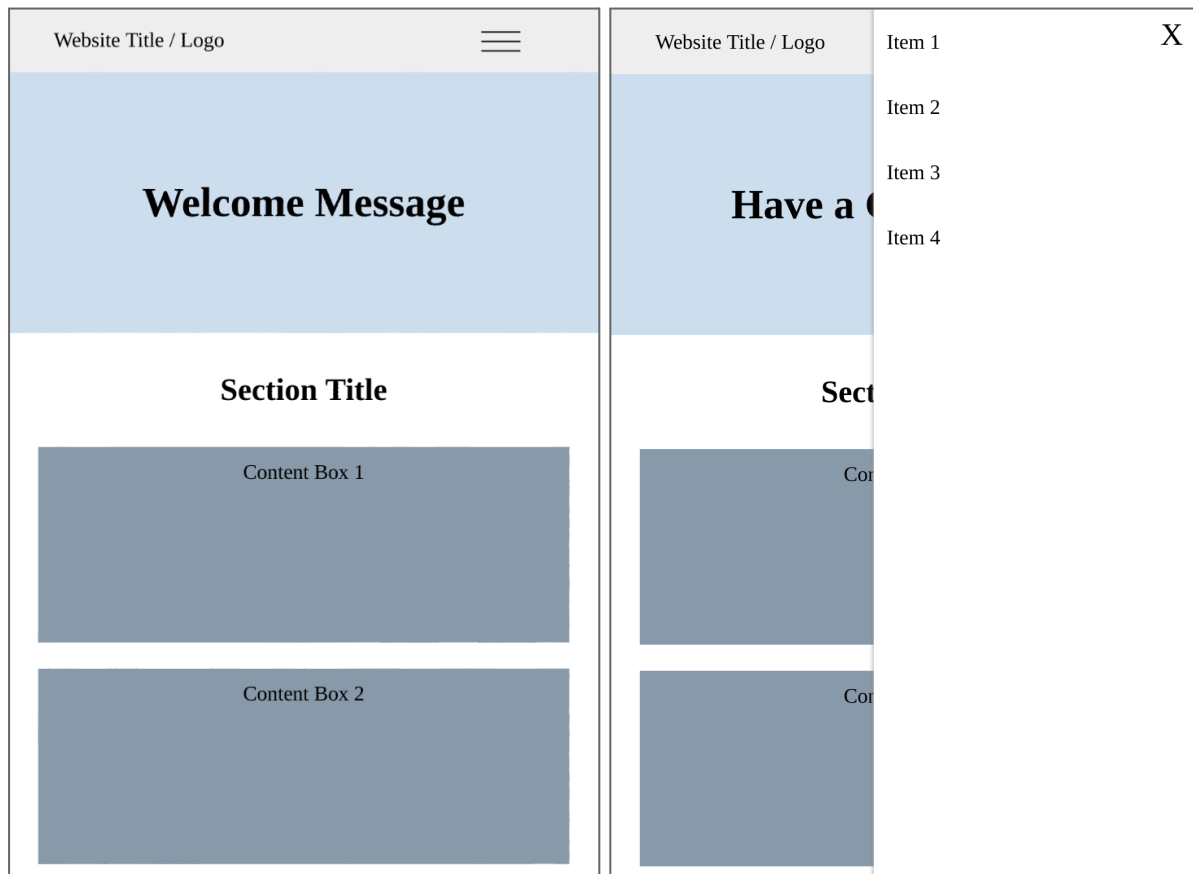 Website Title / Logo
Welcome Message
Section Title
Content Box 1
Content Box 2
Website Title / Logo
Have a
Sect
Con
Con
Item 1
X
Item 2
Item 3
Item 4